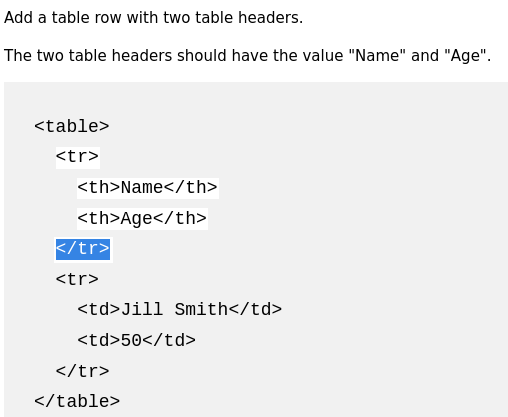 Add a table row with two table headers.
The two table headers should have the value "Name" and "Age".
<table>
<tr>
<th>Name</th>
<th>Age</th>
</tr>
<tr>
<td>Jill Smith</td>
<td>50</td>
</tr>
</table>